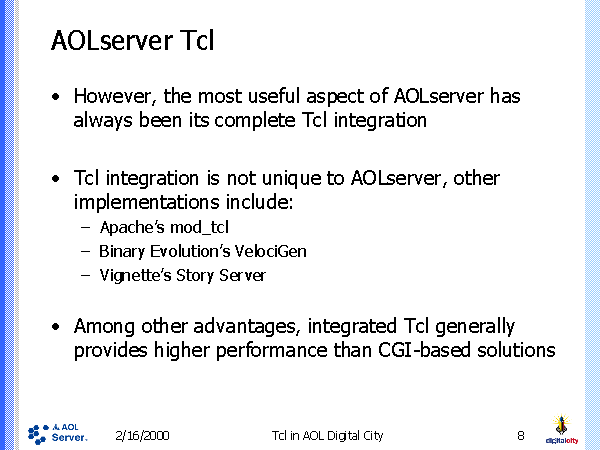 AOLserver Tcl
• However, the most useful aspect of AOLserver has
always been its complete Tcl integration
• Tcl integration is not unique to AOLserver, other
implementations include:
– Apache's mod_tcl
– Binary Evolution's VelociGen
– Vignette's Story Server
• Among other advantages, integrated Tcl generally
provides higher performance than CGI-based solutions
AOL
Server.
2/16/2000
Tcl in AOL Digital City
8
digitalcity